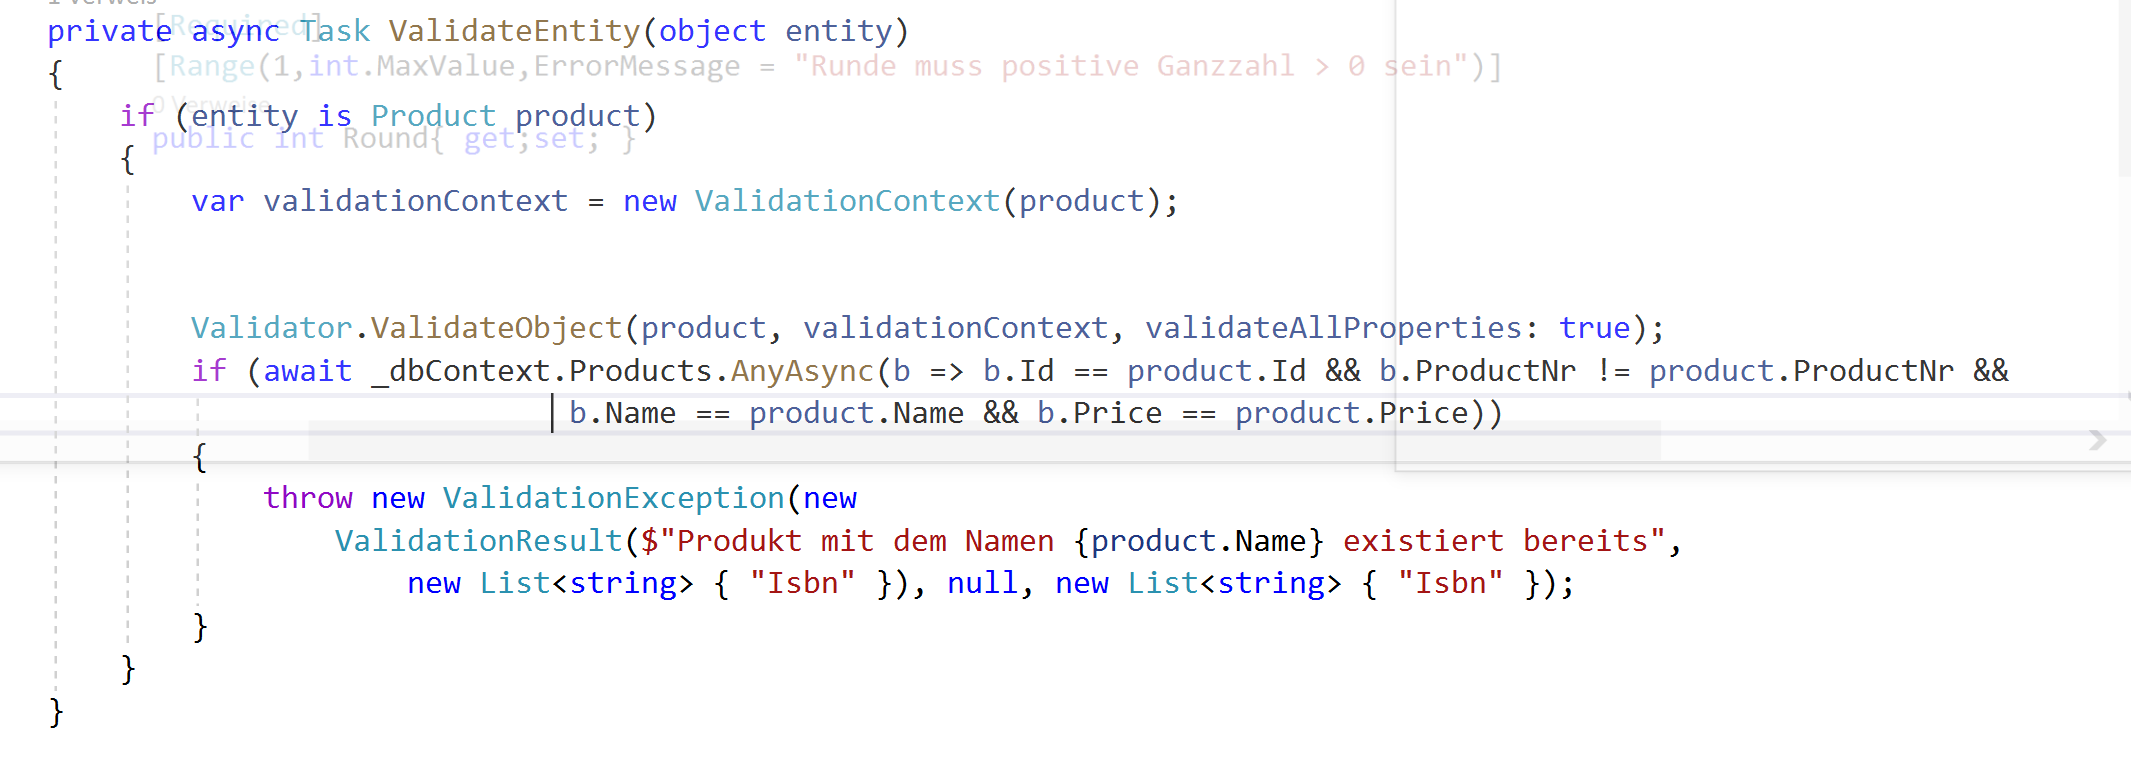 1 Verweis
private async Task ValidateEntity(object entity)
[Required]
{
[Range(1,int.MaxValue,ErrorMessage = "Runde muss positive Ganzzahl > 0 sein")]
0 Verweise
if (entity is Product product)
public int Round{ get;set; }
{
var validationContext = new ValidationContext(product);
Validator.ValidateObject(product, validationContext, validateAllProperties: true);
if (await _dbContext.Products.AnyAsync(b => b.Id == product.Id && b.ProductNr != product.ProductNr &&
b.Name == product.Name && b.Price == product.Price))
{
throw new ValidationException(new
ValidationResult($"Produkt mit dem Namen {product.Name} existiert bereits",
new List<string> { "Isbn" }), null, new List<string> { "Isbn" });
}
}
}